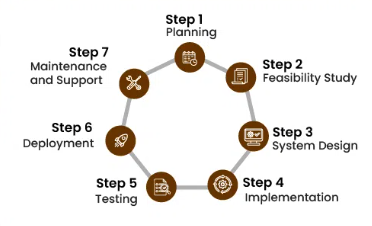 Step 1
Planning
Step 2
Feasibility Study
Step 3
System Design
Step 4
Implementation
Step 5
Testing
Step 6
Deployment
Step 7
Maintenance
and Support